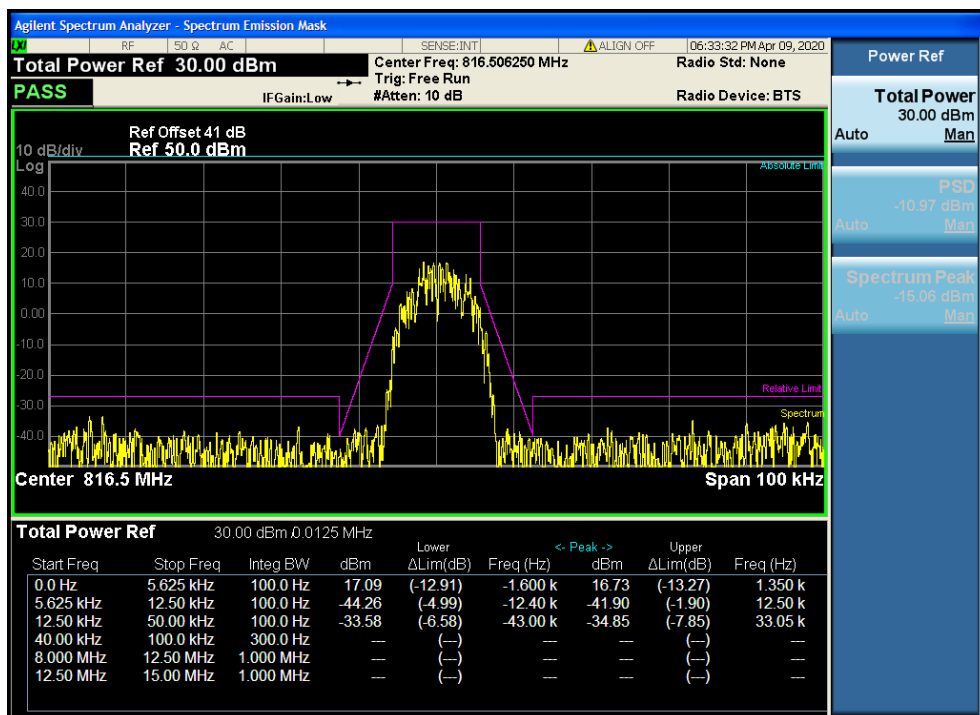 Agilent Spectrum Analyzer - Spectrum Emission Mask
LXI RF 50 Ω AC SENSE:INT ALIGN OFF 06:33:32 PM Apr 09, 2020
Total Power Ref 30.00 dBm
Center Freq: 816.506250 MHz
Radio Std: None
Trig: Free Run
PASS
IFGain:Low
#Atten: 10 dB
Radio Device: BTS
Ref Offset 41 dB
10 dB/div Ref 50.0 dBm
Log
Absolute Limit
40.0
30.0
20.0
10.0
0.00
-10.0
-20.0
Relative Limit
-30.0
Spectrum
-40.0
Center 816.5 MHz
Span 100 kHz
Total Power Ref 30.00 dBm / 0.0125 MHz
Lower <- Peak -> Upper
Start Freq Stop Freq Integ BW dBm ΔLim(dB) Freq (Hz) dBm ΔLim(dB) Freq (Hz)
0.0 Hz 5.625 kHz 100.0 Hz 17.09 (-12.91) -1.600 k 16.73 (-13.27) 1.350 k
5.625 kHz 12.50 kHz 100.0 Hz -44.26 (-4.99) -12.40 k -41.90 (-1.90) 12.50 k
12.50 kHz 50.00 kHz 100.0 Hz -33.58 (-6.58) -43.00 k -34.85 (-7.85) 33.05 k
40.00 kHz 100.0 kHz 300.0 Hz --- (---) --- --- (---) ---
8.000 MHz 12.50 MHz 1.000 MHz --- (---) --- --- (---) ---
12.50 MHz 15.00 MHz 1.000 MHz --- (---) --- --- (---) ---
Power Ref
Total Power
30.00 dBm
Auto Man
PSD
-10.97 dBm
Auto Man
Spectrum Peak
-15.06 dBm
Auto Man